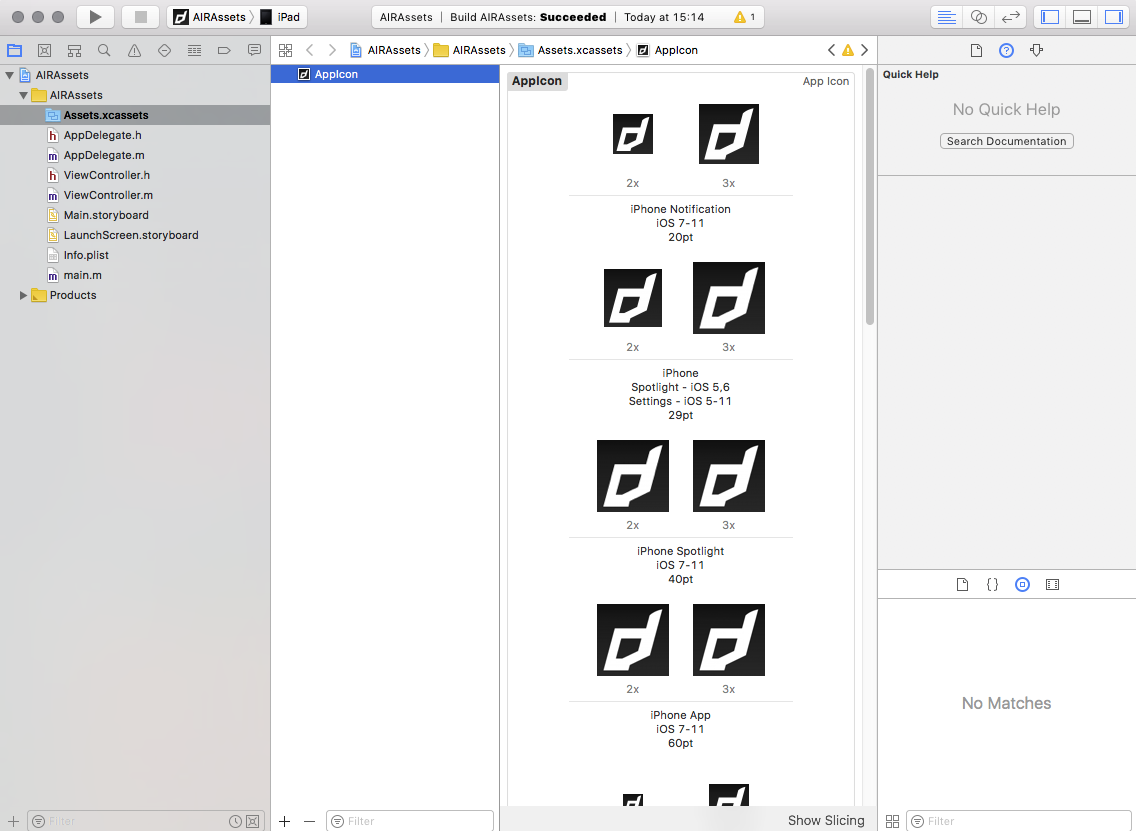 AIRAssets iPad
AIRAssets | Build AIRAssets: Succeeded | Today at 15:14 1
AIRAssets AIRAssets Assets.xcassets AppIcon
AIRAssets
AIRAssets
Assets.xcassets
h AppDelegate.h
m AppDelegate.m
h ViewController.h
m ViewController.m
Main.storyboard
LaunchScreen.storyboard
Info.plist
m main.m
Products
Filter
AppIcon
Filter
AppIcon App Icon
2x 3x
iPhone Notification
iOS 7-11
20pt
2x 3x
iPhone
Spotlight - iOS 5,6
Settings - iOS 5-11
29pt
2x 3x
iPhone Spotlight
iOS 7-11
40pt
2x 3x
iPhone App
iOS 7-11
60pt
Show Slicing
Quick Help
No Quick Help
Search Documentation
{}
No Matches
Filter